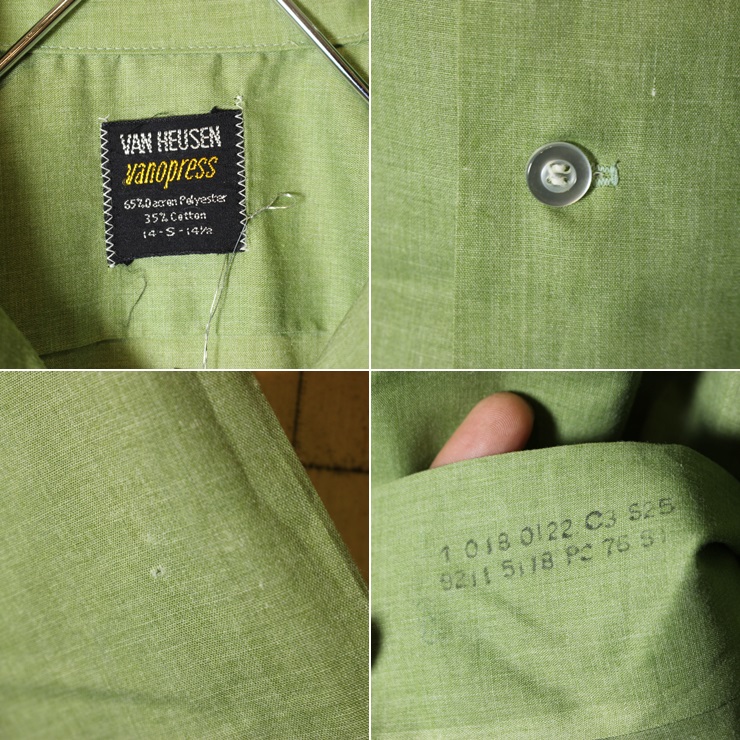 VAN HEUSEN
vanopress
65% Dacron Polyester
35% Cotton
14-S-14½
1 018 0122 C3 S25
9211 5118 PC 75 S1